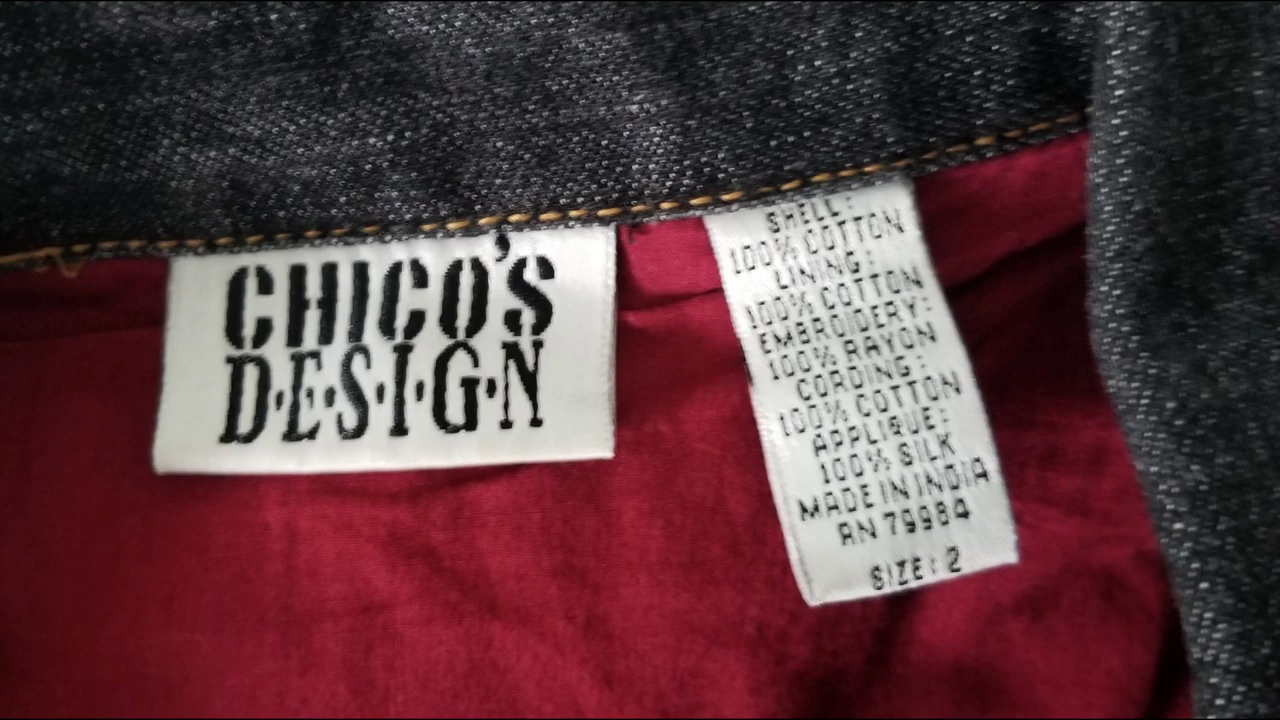 CHICO'S
D·E·S·I·G·N
SHELL:
100% COTTON
LINING:
100% COTTON
EMBROIDERY:
100% RAYON
CORDING:
100% COTTON
APPLIQUE:
100% SILK
MADE IN INDIA
RN 79984
SIZE: 2